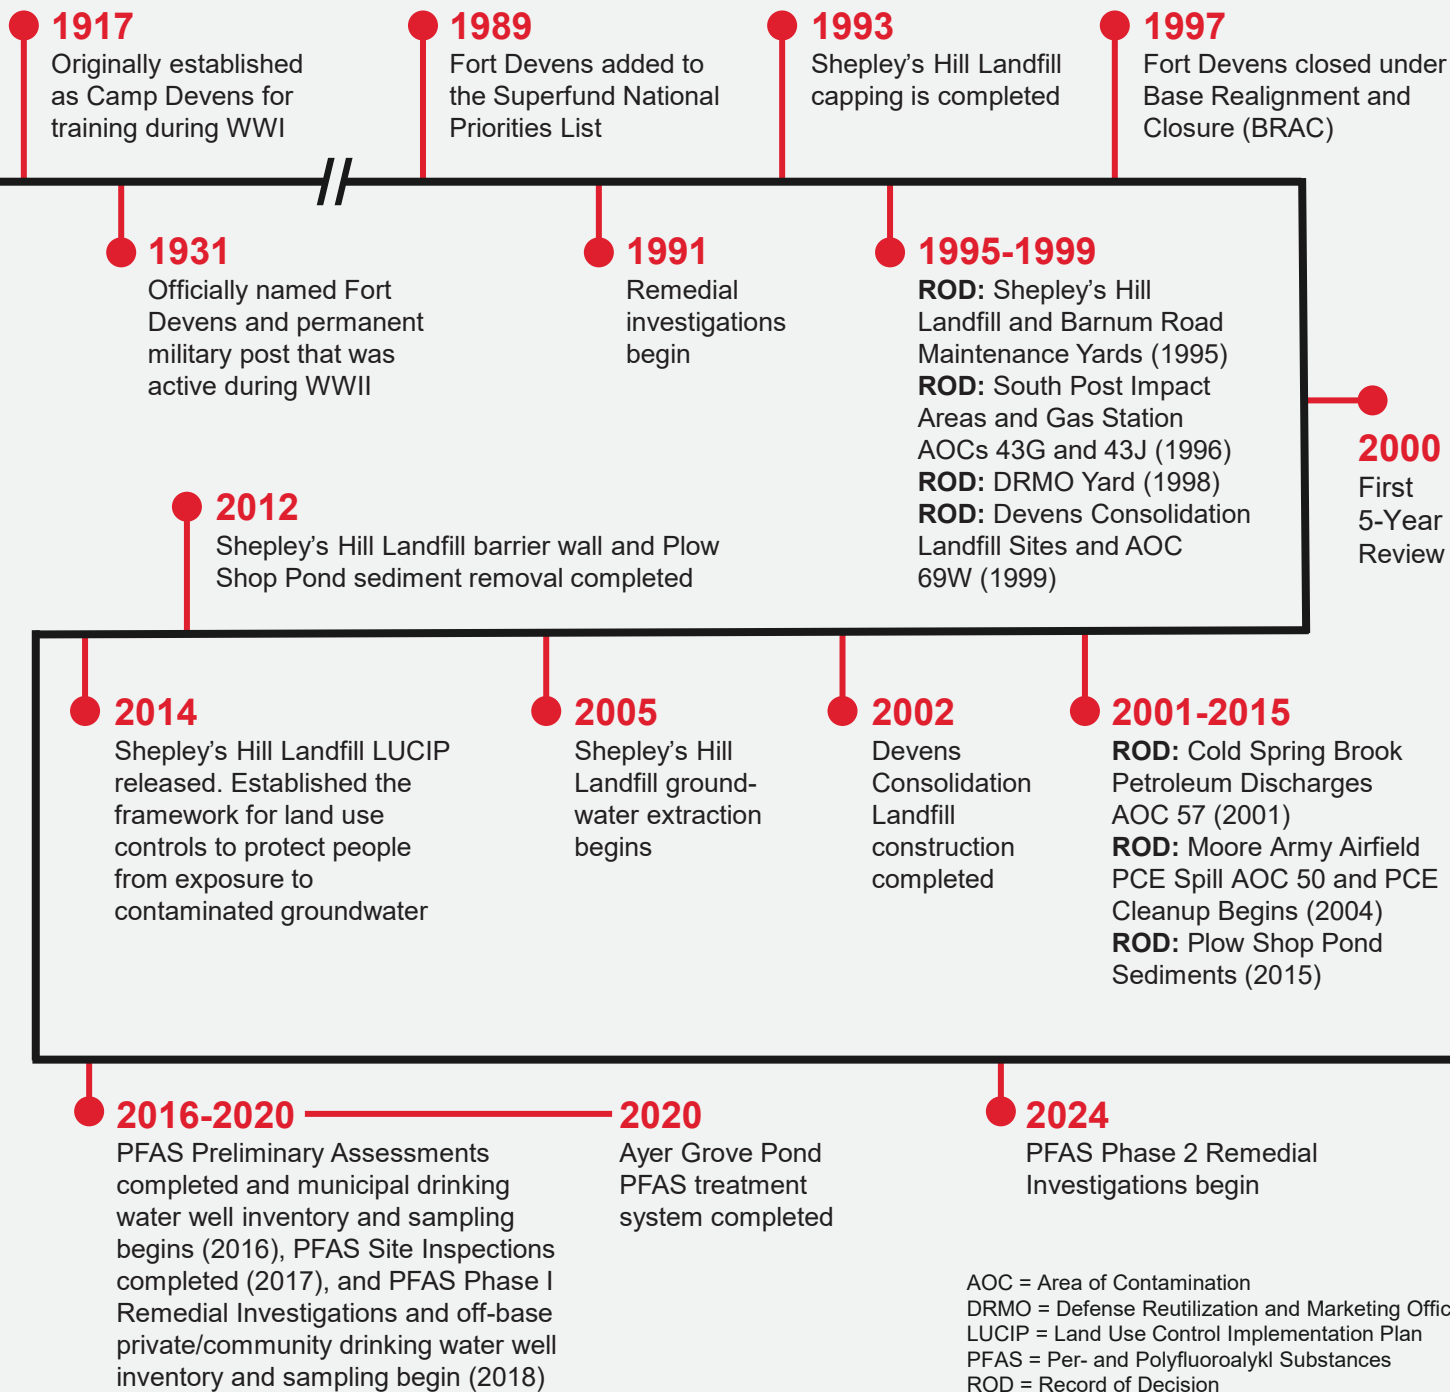 1917
Originally established
as Camp Devens for
training during WWI
1989
Fort Devens added to
the Superfund National
Priorities List
1993
Shepley’s Hill Landfill
capping is completed
1997
Fort Devens closed under
Base Realignment and
Closure (BRAC)
1931
Officially named Fort
Devens and permanent
military post that was
active during WWII
1991
Remedial
investigations
begin
1995-1999
ROD: Shepley’s Hill
Landfill and Barnum Road
Maintenance Yards (1995)
ROD: South Post Impact
Areas and Gas Station
AOCs 43G and 43J (1996)
ROD: DRMO Yard (1998)
ROD: Devens Consolidation
Landfill Sites and AOC
69W (1999)
2000
First
5-Year
Review
2012
Shepley’s Hill Landfill barrier wall and Plow
Shop Pond sediment removal completed
2014
Shepley’s Hill Landfill LUCIP
released. Established the
framework for land use
controls to protect people
from exposure to
contaminated groundwater
2005
Shepley’s Hill
Landfill ground-
water extraction
begins
2002
Devens
Consolidation
Landfill
construction
completed
2001-2015
ROD: Cold Spring Brook
Petroleum Discharges
AOC 57 (2001)
ROD: Moore Army Airfield
PCE Spill AOC 50 and PCE
Cleanup Begins (2004)
ROD: Plow Shop Pond
Sediments (2015)
2016-2020
PFAS Preliminary Assessments
completed and municipal drinking
water well inventory and sampling
begins (2016), PFAS Site Inspections
completed (2017), and PFAS Phase I
Remedial Investigations and off-base
private/community drinking water well
inventory and sampling begin (2018)
2020
Ayer Grove Pond
PFAS treatment
system completed
2024
PFAS Phase 2 Remedial
Investigations begin
AOC = Area of Contamination
DRMO = Defense Reutilization and Marketing Offic
LUCIP = Land Use Control Implementation Plan
PFAS = Per- and Polyfluoroalykl Substances
ROD = Record of Decision